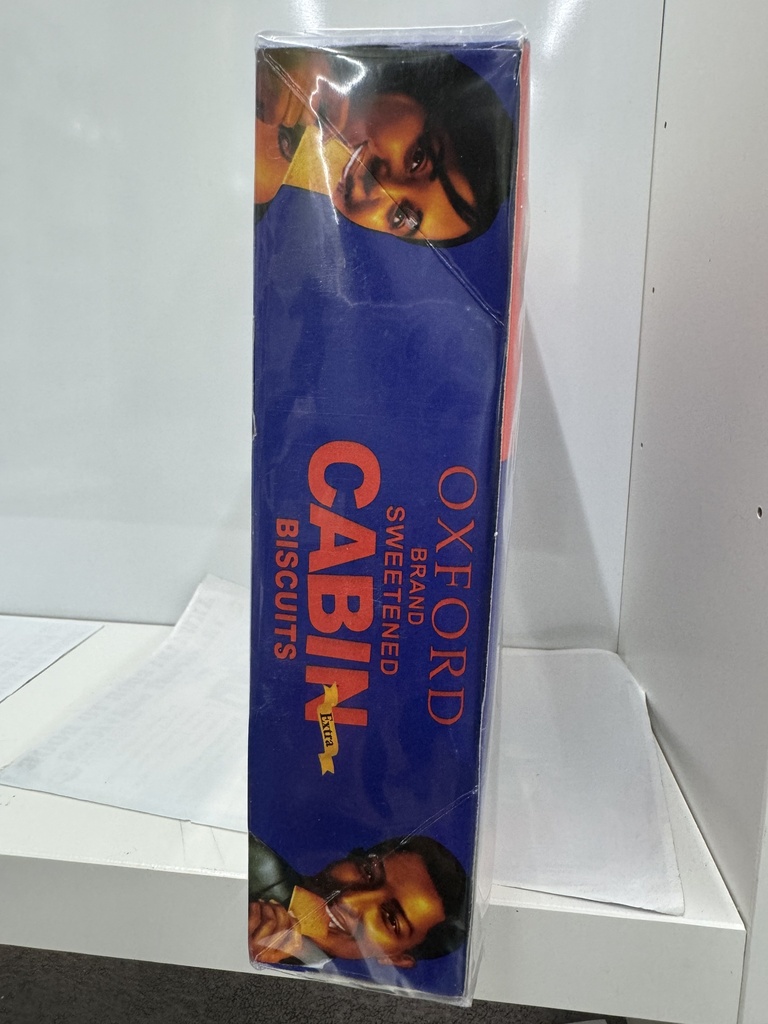 OXFORD
BRAND
SWEETENED
CABIN
Extra
BISCUITS